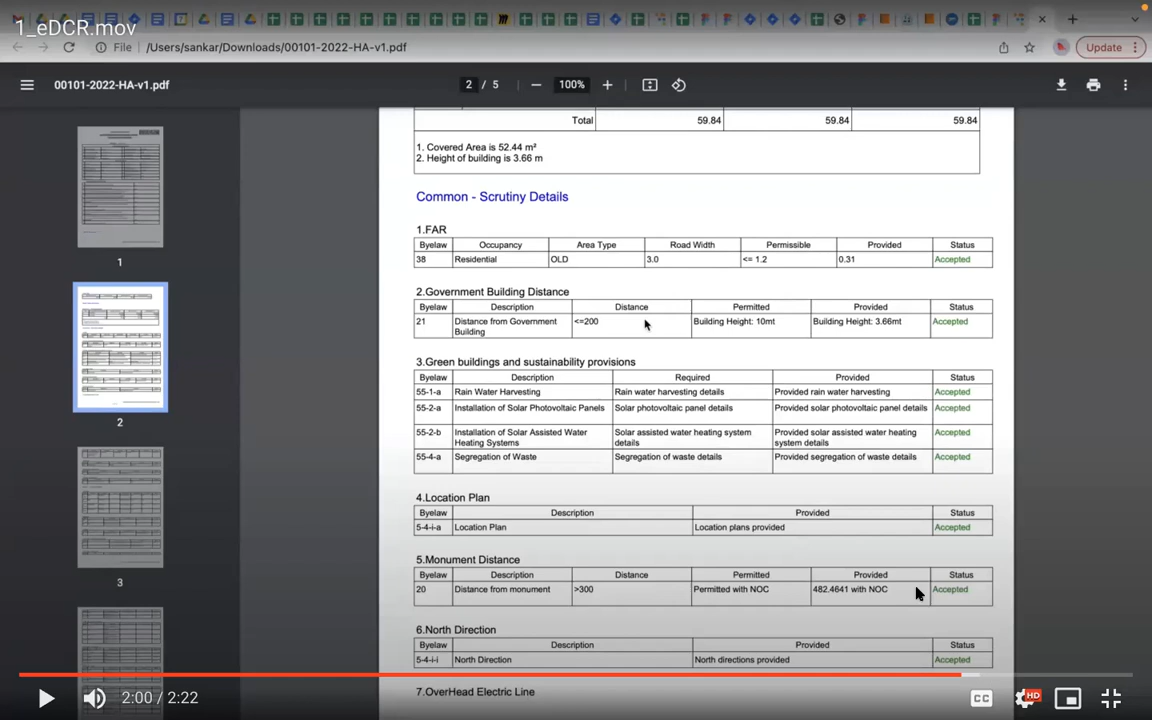 1_eDCR.mov
File /Users/sankar/Downloads/00101-2022-HA-v1.pdf Update
00101-2022-HA-v1.pdf 2 / 5 100%
1
2
3
Total 59.84 59.84 59.84
1. Covered Area is 52.44 m²
2. Height of building is 3.66 m
Common - Scrutiny Details
1.FAR
Byelaw Occupancy Area Type Road Width Permissible Provided Status
38 Residential OLD 3.0 <= 1.2 0.31 Accepted
2.Government Building Distance
Byelaw Description Distance Permitted Provided Status
21 Distance from Government <=200 Building Height: 10mt Building Height: 3.66mt Accepted
Building
3.Green buildings and sustainability provisions
Byelaw Description Required Provided Status
55-1-a Rain Water Harvesting Rain water harvesting details Provided rain water harvesting Accepted
55-2-a Installation of Solar Photovoltaic Panels Solar photovoltaic panel details Provided solar photovoltaic panel details Accepted
55-2-b Installation of Solar Assisted Water Solar assisted water heating system Provided solar assisted water heating Accepted
Heating Systems details system details
55-4-a Segregation of Waste Segregation of waste details Provided segregation of waste details Accepted
4.Location Plan
Byelaw Description Provided Status
5-4-i-a Location Plan Location plans provided Accepted
5.Monument Distance
Byelaw Description Distance Permitted Provided Status
20 Distance from monument >300 Permitted with NOC 482.4641 with NOC Accepted
6.North Direction
Byelaw Description Provided Status
5-4-i-i North Direction North directions provided Accepted
7.OverHead Electric Line
2:00 / 2:22 CC HD